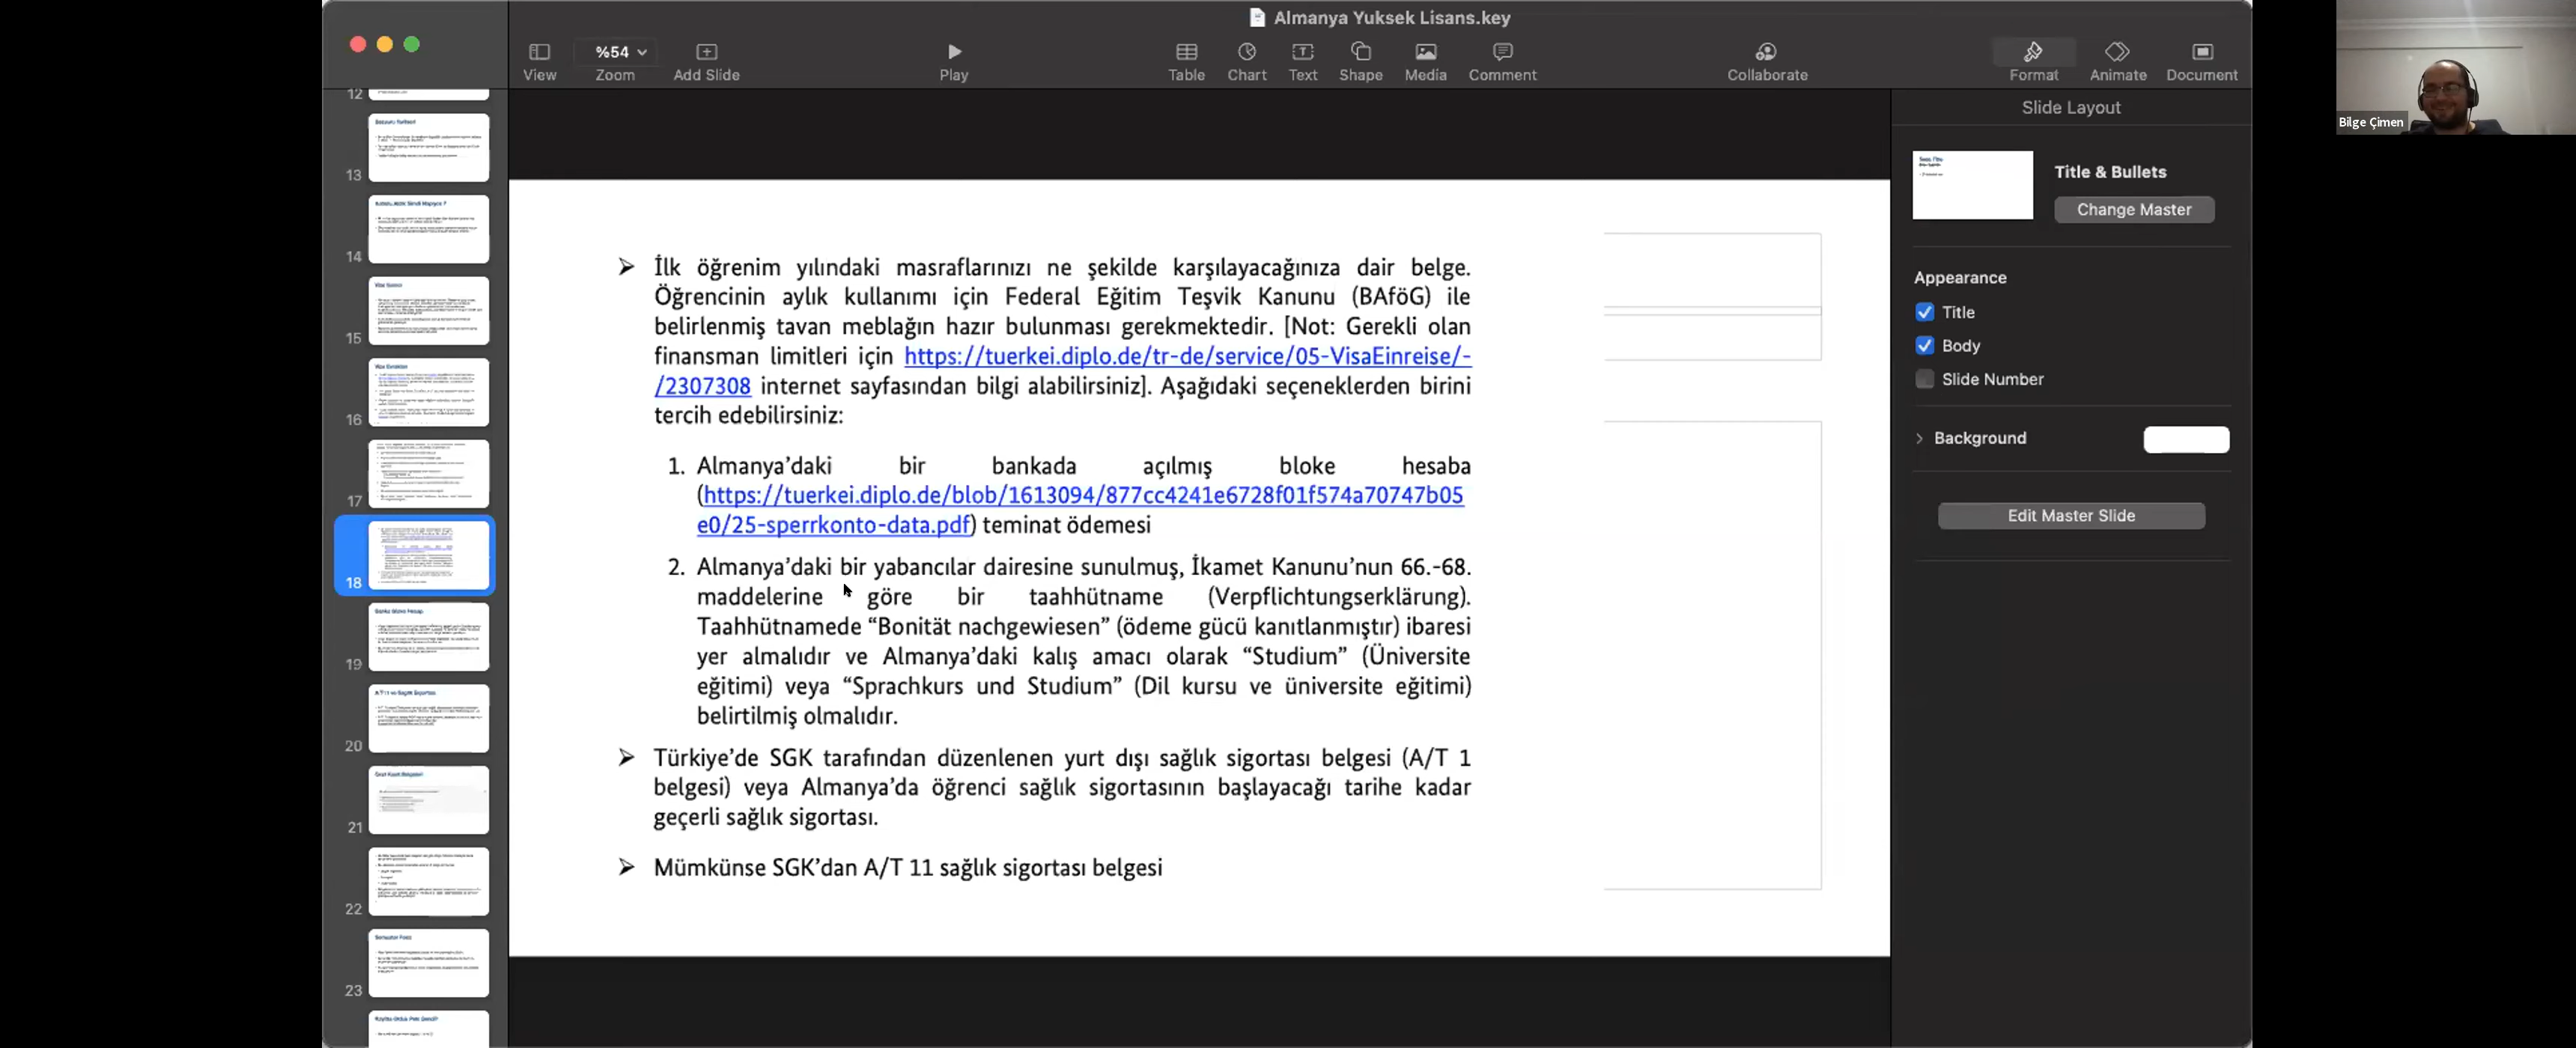 Almanya Yuksek Lisans.key
%54
View
Zoom
Add Slide
Play
Table
Chart
Text
Shape
Media
Comment
Collaborate
Format
Animate
Document
Bilge Çimen
12
13
14
15
16
17
18
19
20
21
22
23
İlk öğrenim yılındaki masraflarınızı ne şekilde karşılayacağınıza dair belge.
Öğrencinin aylık kullanımı için Federal Eğitim Teşvik Kanunu (BAföG) ile
belirlenmiş tavan meblağın hazır bulunması gerekmektedir. [Not: Gerekli olan
finansman limitleri için https://tuerkei.diplo.de/tr-de/service/05-VisaEinreise/-
/2307308 internet sayfasından bilgi alabilirsiniz]. Aşağıdaki seçeneklerden birini
tercih edebilirsiniz:
1. Almanya’daki bir bankada açılmış bloke hesaba
(https://tuerkei.diplo.de/blob/1613094/877cc4241e6728f01f574a70747b05
e0/25-sperrkonto-data.pdf) teminat ödemesi
2. Almanya’daki bir yabancılar dairesine sunulmuş, İkamet Kanunu’nun 66.-68.
maddelerine göre bir taahhütname (Verpflichtungserklärung).
Taahhütnamede “Bonität nachgewiesen” (ödeme gücü kanıtlanmıştır) ibaresi
yer almalıdır ve Almanya’daki kalış amacı olarak “Studium” (Üniversite
eğitimi) veya “Sprachkurs und Studium” (Dil kursu ve üniversite eğitimi)
belirtilmiş olmalıdır.
Türkiye’de SGK tarafından düzenlenen yurt dışı sağlık sigortası belgesi (A/T 1
belgesi) veya Almanya’da öğrenci sağlık sigortasının başlayacağı tarihe kadar
geçerli sağlık sigortası.
Mümkünse SGK’dan A/T 11 sağlık sigortası belgesi
Slide Layout
Title & Bullets
Change Master
Appearance
Title
Body
Slide Number
Background
Edit Master Slide